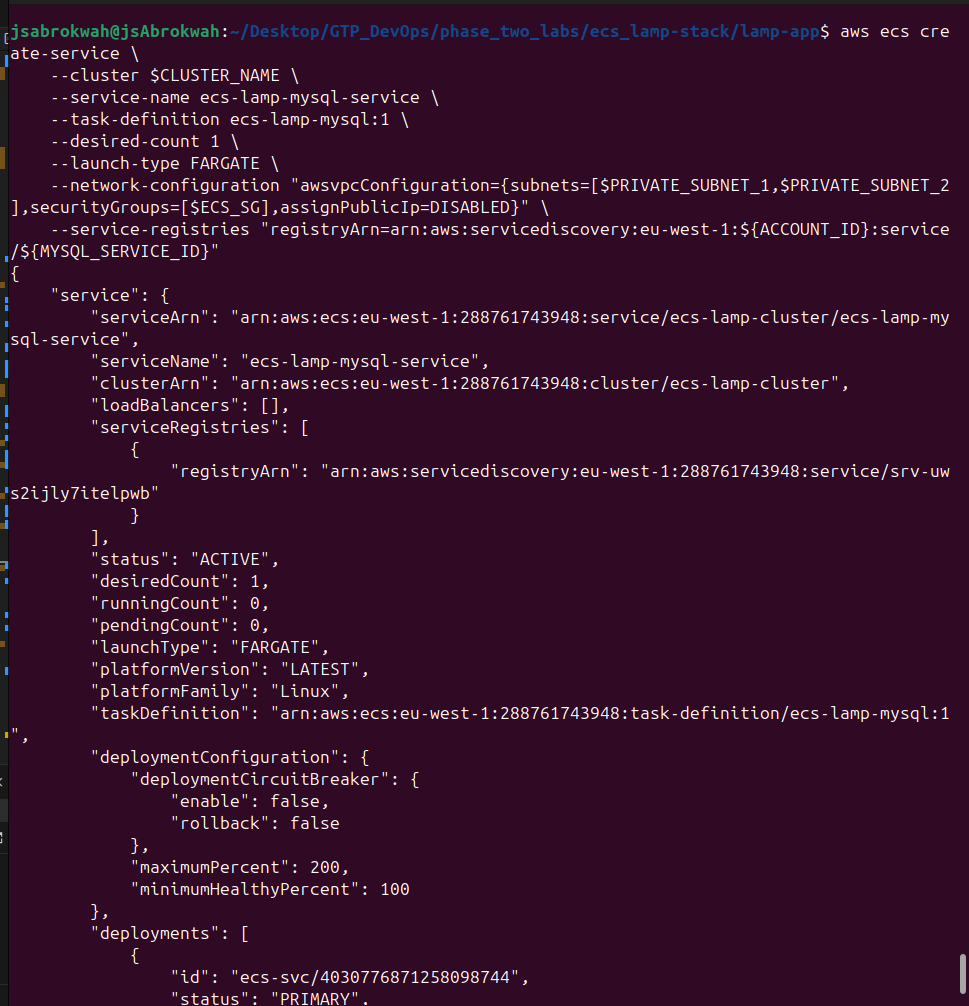 jsabrokwah@jsAbrokwah:~/Desktop/GTP_DevOps/phase_two_labs/ecs_lamp-stack/lamp-app$ aws ecs cre
ate-service \
    --cluster $CLUSTER_NAME \
    --service-name ecs-lamp-mysql-service \
    --task-definition ecs-lamp-mysql:1 \
    --desired-count 1 \
    --launch-type FARGATE \
    --network-configuration "awsvpcConfiguration={subnets=[$PRIVATE_SUBNET_1,$PRIVATE_SUBNET_2
],securityGroups=[$ECS_SG],assignPublicIp=DISABLED}" \
    --service-registries "registryArn=arn:aws:servicediscovery:eu-west-1:${ACCOUNT_ID}:service
/${MYSQL_SERVICE_ID}"
{
    "service": {
        "serviceArn": "arn:aws:ecs:eu-west-1:288761743948:service/ecs-lamp-cluster/ecs-lamp-my
sql-service",
        "serviceName": "ecs-lamp-mysql-service",
        "clusterArn": "arn:aws:ecs:eu-west-1:288761743948:cluster/ecs-lamp-cluster",
        "loadBalancers": [],
        "serviceRegistries": [
            {
                "registryArn": "arn:aws:servicediscovery:eu-west-1:288761743948:service/srv-uw
s2ijly7itelpwb"
            }
        ],
        "status": "ACTIVE",
        "desiredCount": 1,
        "runningCount": 0,
        "pendingCount": 0,
        "launchType": "FARGATE",
        "platformVersion": "LATEST",
        "platformFamily": "Linux",
        "taskDefinition": "arn:aws:ecs:eu-west-1:288761743948:task-definition/ecs-lamp-mysql:1
",
        "deploymentConfiguration": {
            "deploymentCircuitBreaker": {
                "enable": false,
                "rollback": false
            },
            "maximumPercent": 200,
            "minimumHealthyPercent": 100
        },
        "deployments": [
            {
                "id": "ecs-svc/4030776871258098744",
                "status": "PRIMARY",